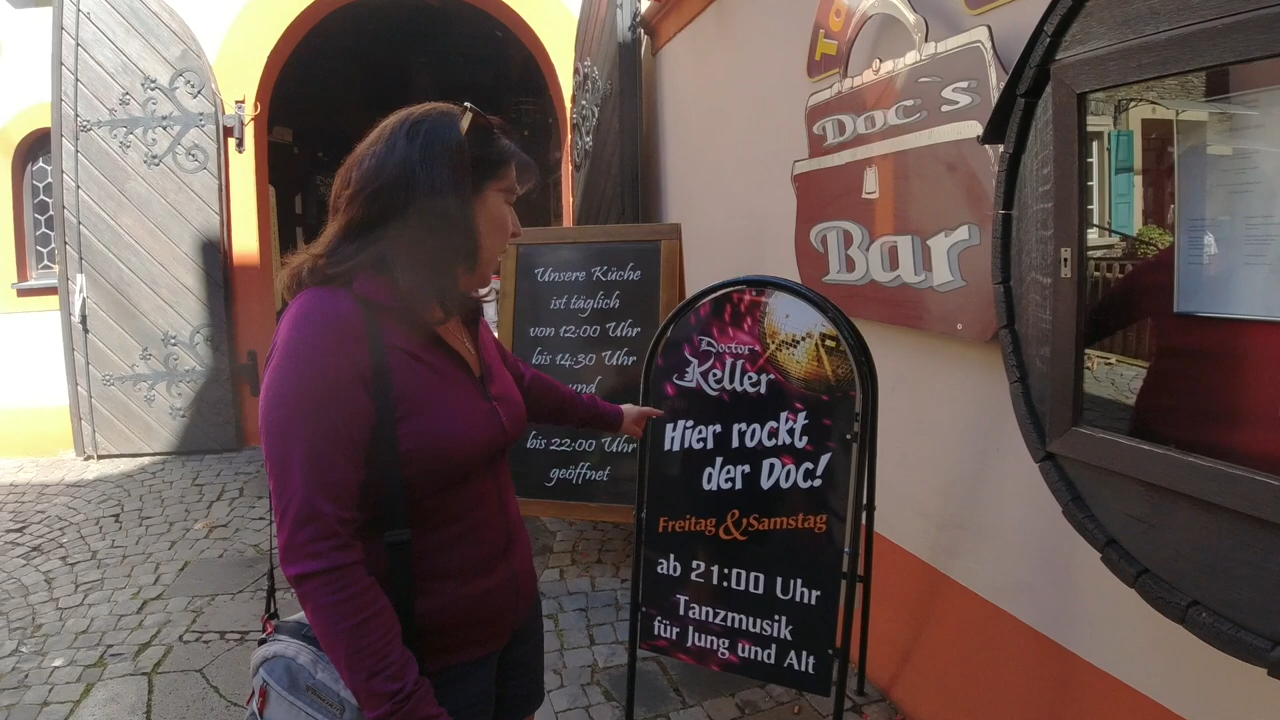 Doc's
Bar
Unsere Küche
ist täglich
von 12:00 Uhr
bis 14:30 Uhr
und
bis 22:00 Uhr
geöffnet
Doctor-
Keller
Hier rockt
der Doc!
Freitag & Samstag
ab 21:00 Uhr
Tanzmusik
für Jung und Alt